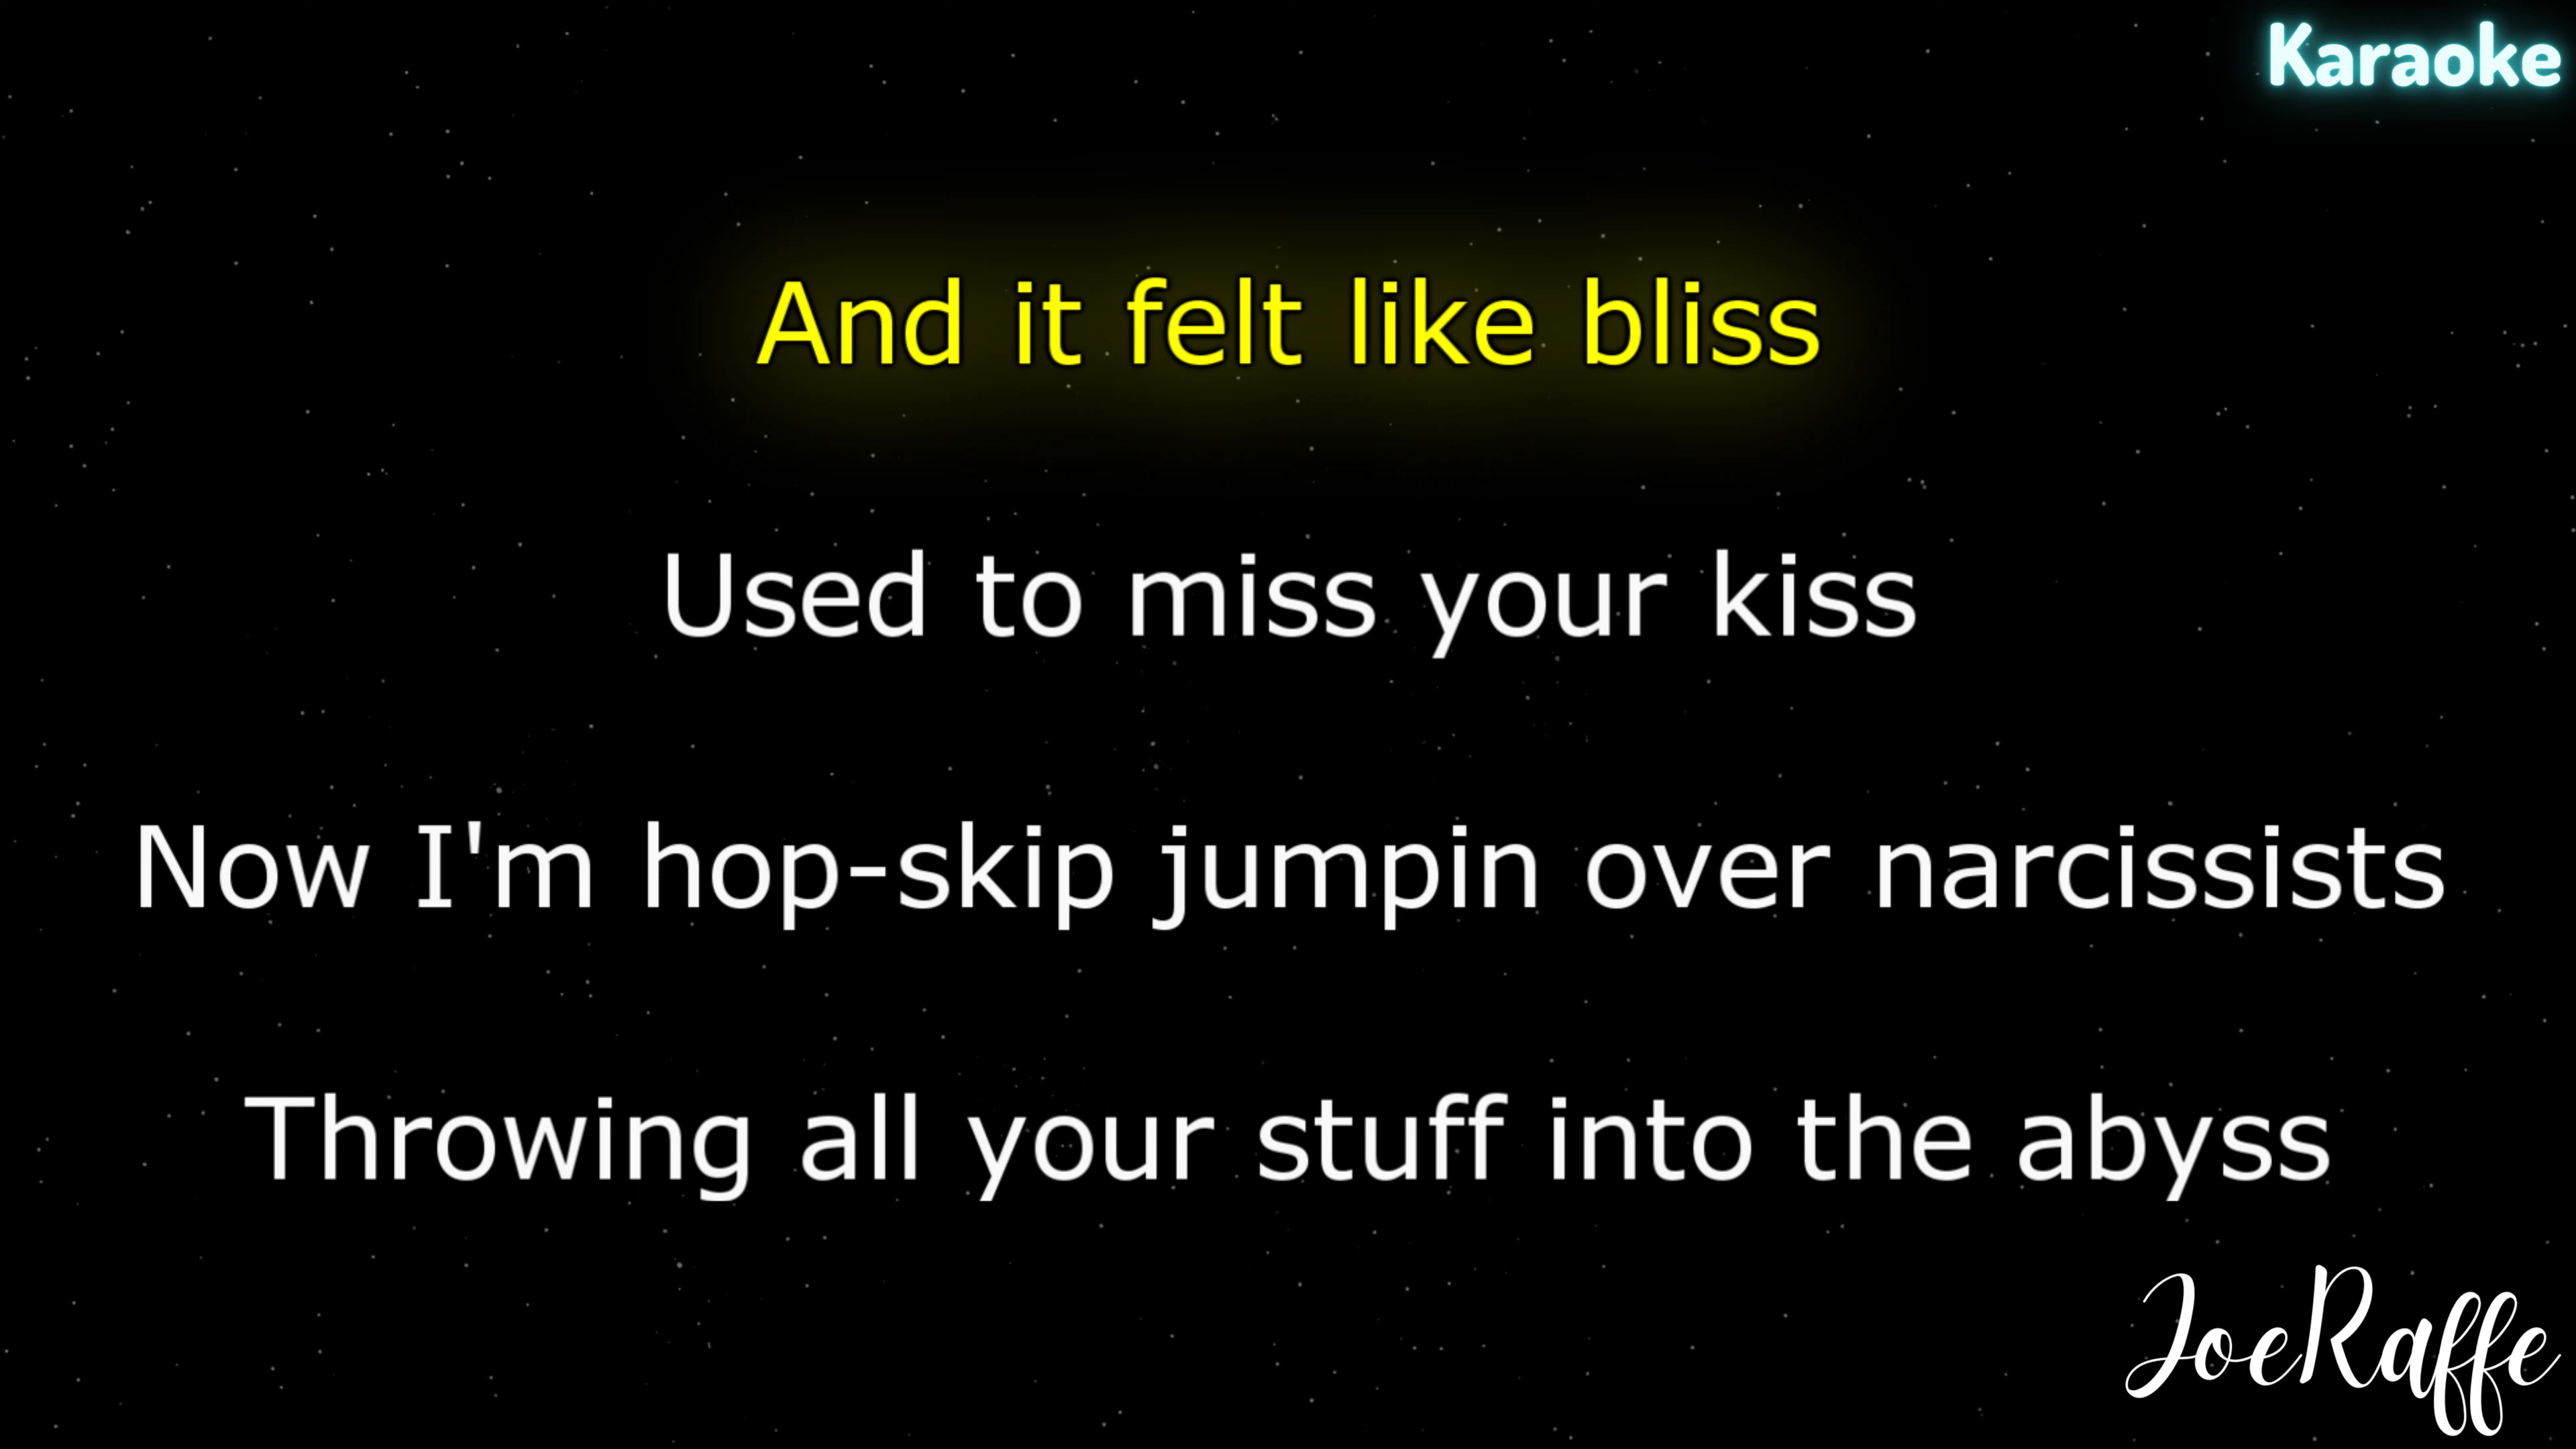 Karaoke
And it felt like bliss
Used to miss your kiss
Now I'm hop-skip jumpin over narcissists
Throwing all your stuff into the abyss
JoeRaffe